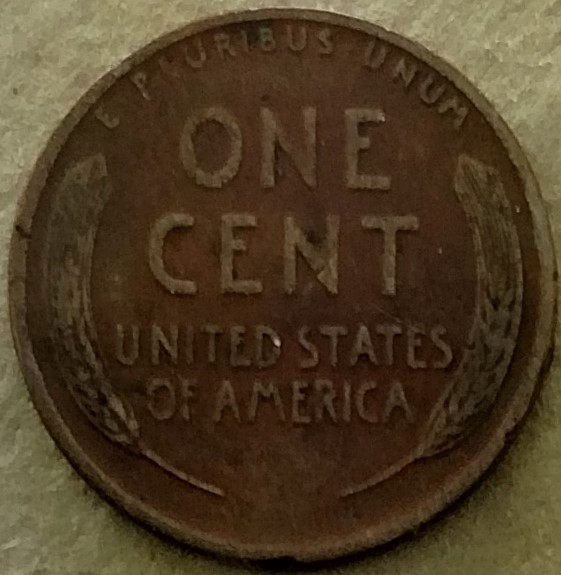 E PLURIBUS UNUM
ONE
CENT
UNITED STATES
OF AMERICA